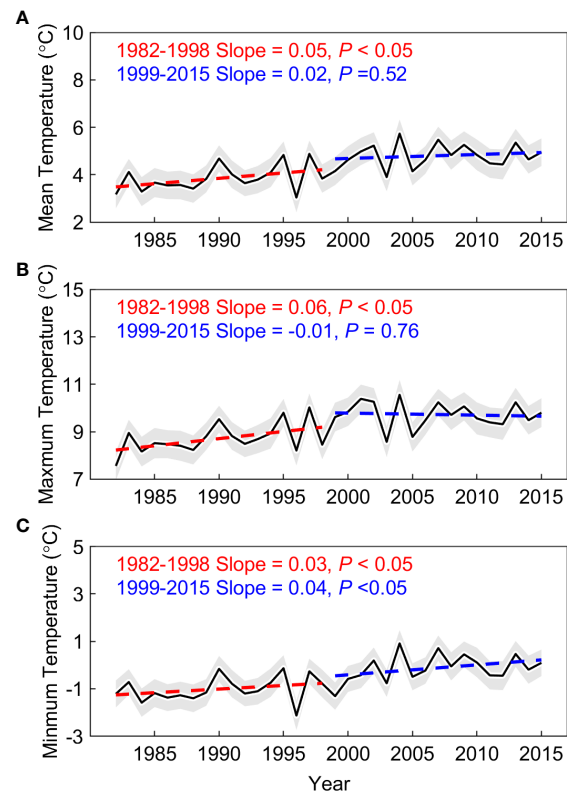 A
Mean Temperature (°C)
10
8
6
4
2
1982-1998 Slope = 0.05, P < 0.05
1999-2015 Slope = 0.02, P =0.52
1985 1990 1995 2000 2005 2010 2015
B
Maxmum Temperature (°C)
15
13
11
9
7
1982-1998 Slope = 0.06, P < 0.05
1999-2015 Slope = -0.01, P = 0.76
1985 1990 1995 2000 2005 2010 2015
C
Minmum Temperature (°C)
5
3
1
-1
-3
1982-1998 Slope = 0.03, P < 0.05
1999-2015 Slope = 0.04, P <0.05
1985 1990 1995 2000 2005 2010 2015
Year